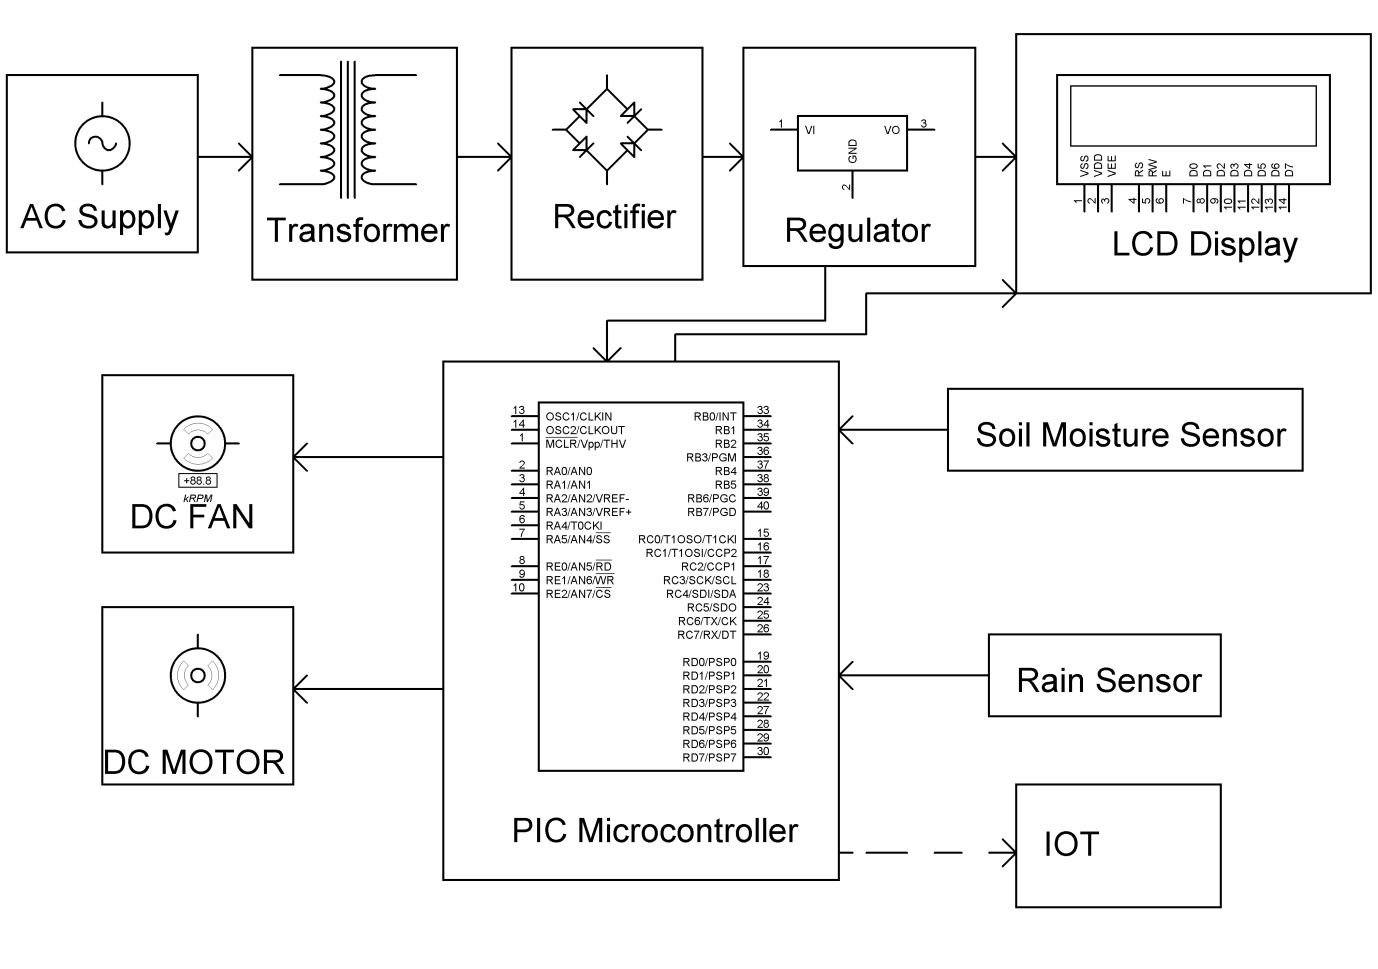 AC Supply
Transformer
Rectifier
1
VI
VO
3
GND
2
Regulator
VSS
VDD
VEE
RS
RW
E
D0
D1
D2
D3
D4
D5
D6
D7
1
2
3
4
5
6
7
8
9
10
11
12
13
14
LCD Display
+88.8
kRPM
DC FAN
DC MOTOR
13 OSC1/CLKIN RB0/INT 33
14 OSC2/CLKOUT RB1 34
1 MCLR/Vpp/THV RB2 35
RB3/PGM 36
2 RA0/AN0 RB4 37
3 RA1/AN1 RB5 38
4 RA2/AN2/VREF- RB6/PGC 39
5 RA3/AN3/VREF+ RB7/PGD 40
6 RA4/T0CKI
7 RA5/AN4/SS RC0/T1OSO/T1CKI 15
RC1/T1OSI/CCP2 16
8 RE0/AN5/RD RC2/CCP1 17
9 RE1/AN6/WR RC3/SCK/SCL 18
10 RE2/AN7/CS RC4/SDI/SDA 23
RC5/SDO 24
RC6/TX/CK 25
RC7/RX/DT 26
RD0/PSP0 19
RD1/PSP1 20
RD2/PSP2 21
RD3/PSP3 22
RD4/PSP4 27
RD5/PSP5 28
RD6/PSP6 29
RD7/PSP7 30
PIC Microcontroller
Soil Moisture Sensor
Rain Sensor
IOT